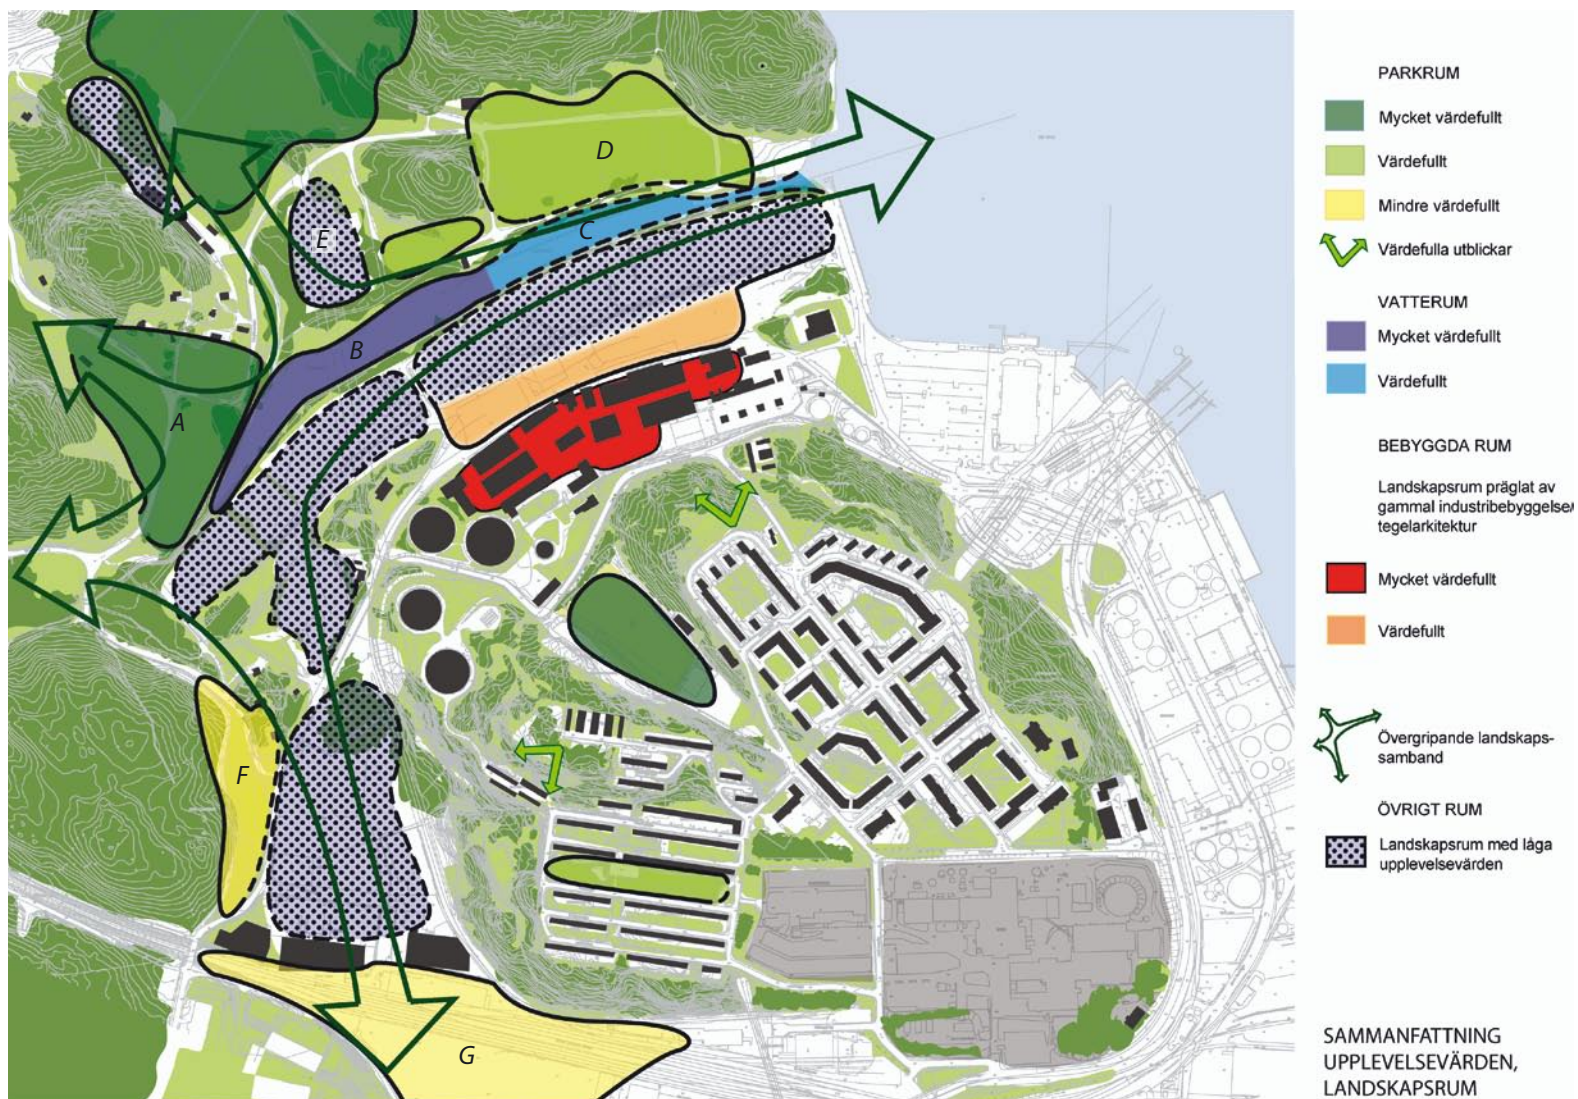 D
E
C
B
A
F
G
PARKRUM
Mycket värdefullt
Värdefullt
Mindre värdefullt
Värdefulla utblickar
VATTERUM
Mycket värdefullt
Värdefullt
BEBYGGDA RUM
Landskapsrum präglat av
gammal industribebyggelse/
tegelarkitektur
Mycket värdefullt
Värdefullt
Övergripande landskaps-
samband
ÖVRIGT RUM
Landskapsrum med låga
upplevelsevärden
SAMMANFATTNING
UPPLEVELSEVÄRDEN,
LANDSKAPSRUM